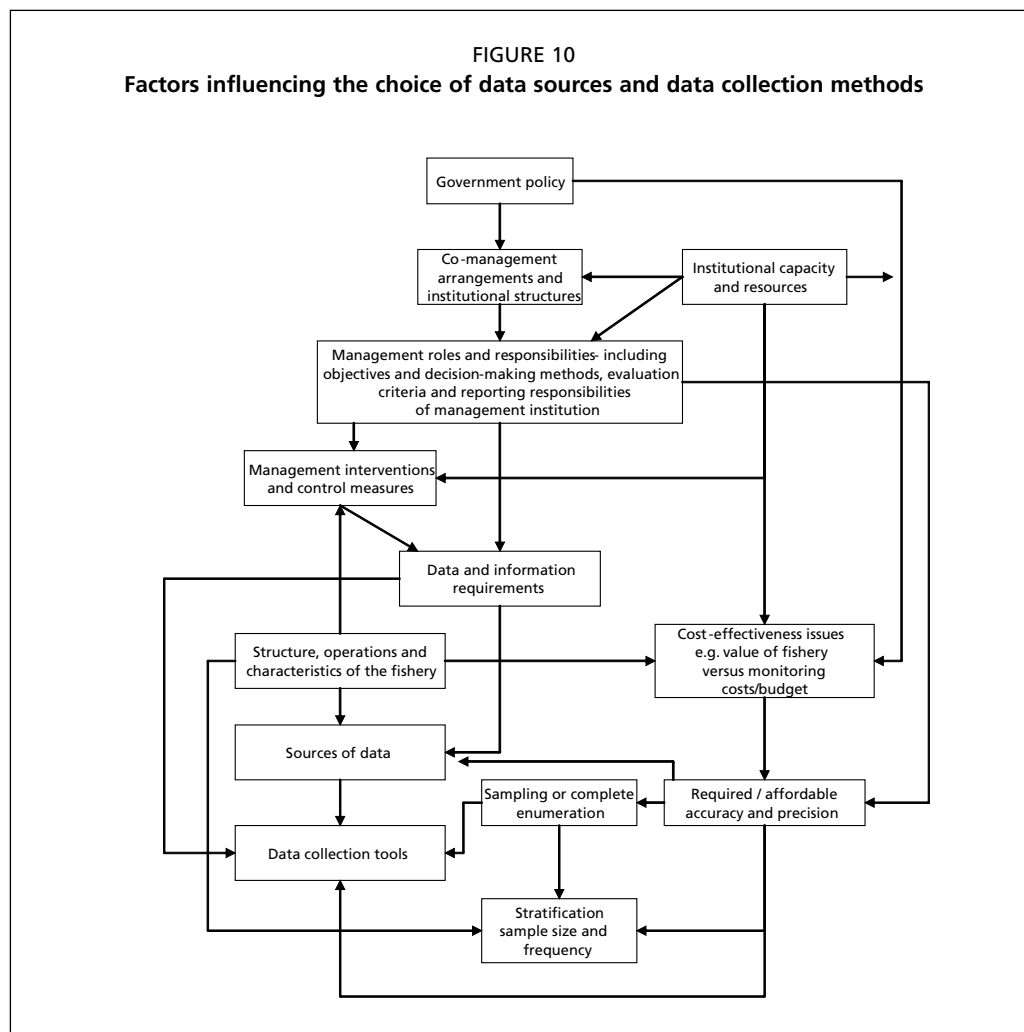 FIGURE 10
Factors influencing the choice of data sources and data collection methods
Government policy
Co-management
arrangements and
institutional structures
Institutional capacity
and resources
Management roles and responsibilities- including
objectives and decision-making methods, evaluation
criteria and reporting responsibilities
of management institution
Management interventions
and control measures
Data and information
requirements
Structure, operations and
characteristics of the fishery
Cost-effectiveness issues
e.g. value of fishery
versus monitoring
costs/budget
Sources of data
Sampling or complete
enumeration
Required / affordable
accuracy and precision
Data collection tools
Stratification
sample size and
frequency